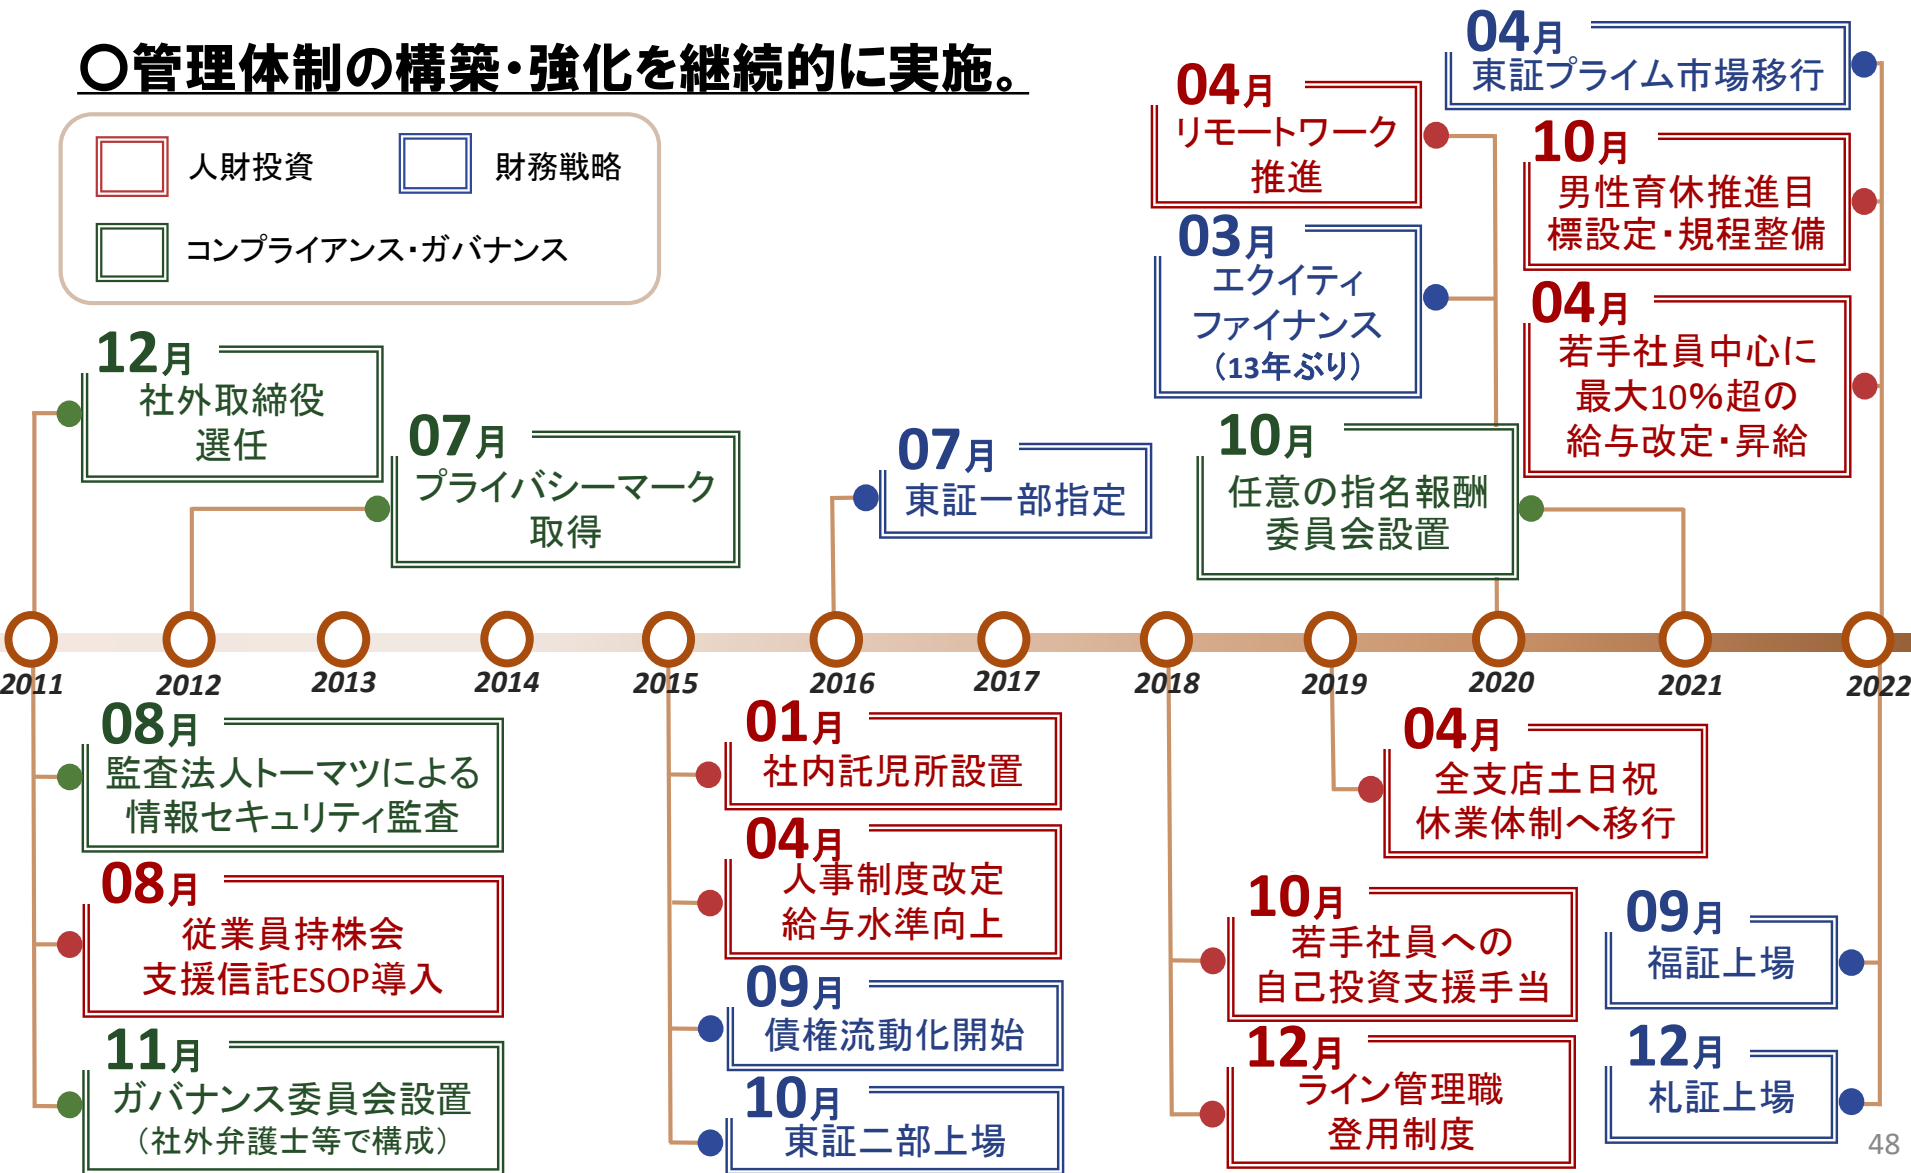 〇管理体制の構築・強化を継続的に実施。
人財投資
財務戦略
コンプライアンス・ガバナンス
12月
社外取締役
選任
07月
プライバシーマーク
取得
07月
東証一部指定
04月
リモートワーク
推進
03月
エクイティ
ファイナンス
（13年ぶり）
10月
任意の指名報酬
委員会設置
04月
東証プライム市場移行
10月
男性育休推進目
標設定・規程整備
04月
若手社員中心に
最大10％超の
給与改定・昇給
2011
2012
2013
2014
2015
2016
2017
2018
2019
2020
2021
2022
08月
監査法人トーマツによる
情報セキュリティ監査
08月
従業員持株会
支援信託ESOP導入
11月
ガバナンス委員会設置
（社外弁護士等で構成）
01月
社内託児所設置
04月
人事制度改定
給与水準向上
09月
債権流動化開始
10月
東証二部上場
10月
若手社員への
自己投資支援手当
12月
ライン管理職
登用制度
04月
全支店土日祝
休業体制へ移行
09月
福証上場
12月
札証上場
48